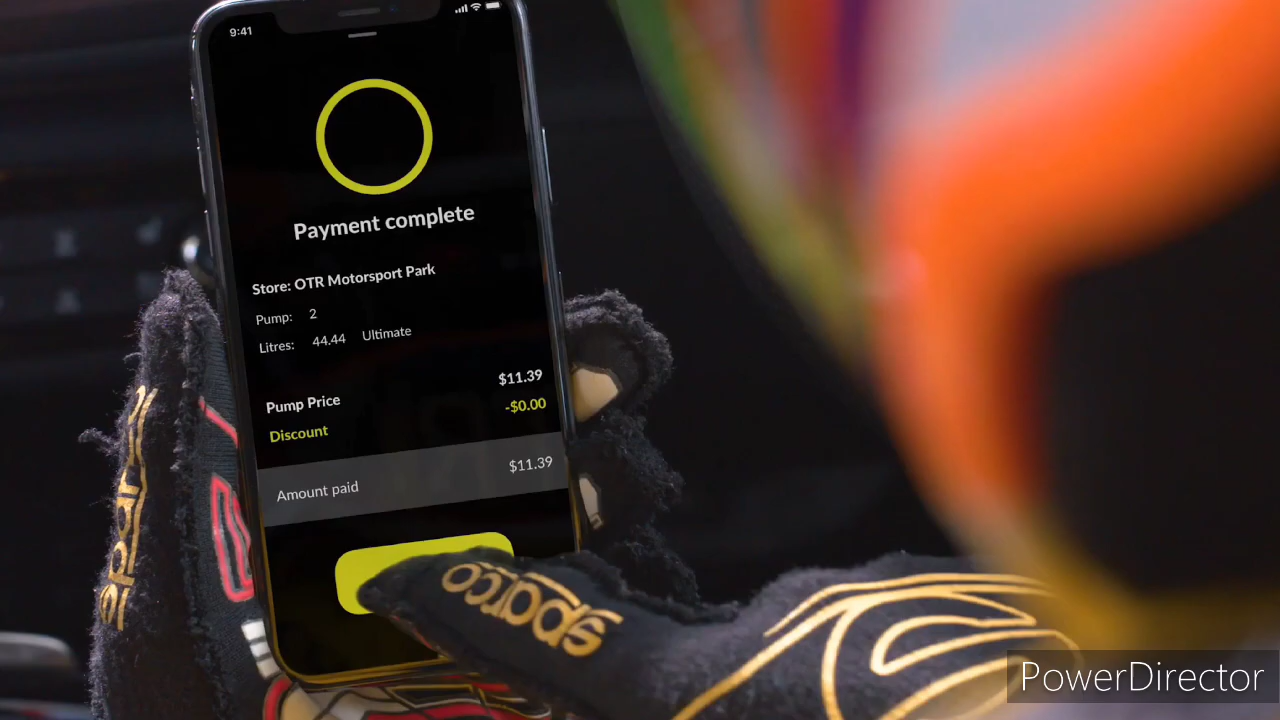 9:41
Payment complete
Store: OTR Motorsport Park
Pump: 2
Litres: 44.44 Ultimate
$11.39
Pump Price
-$0.00
Discount
$11.39
Amount paid
sparco
sparco
PowerDirector